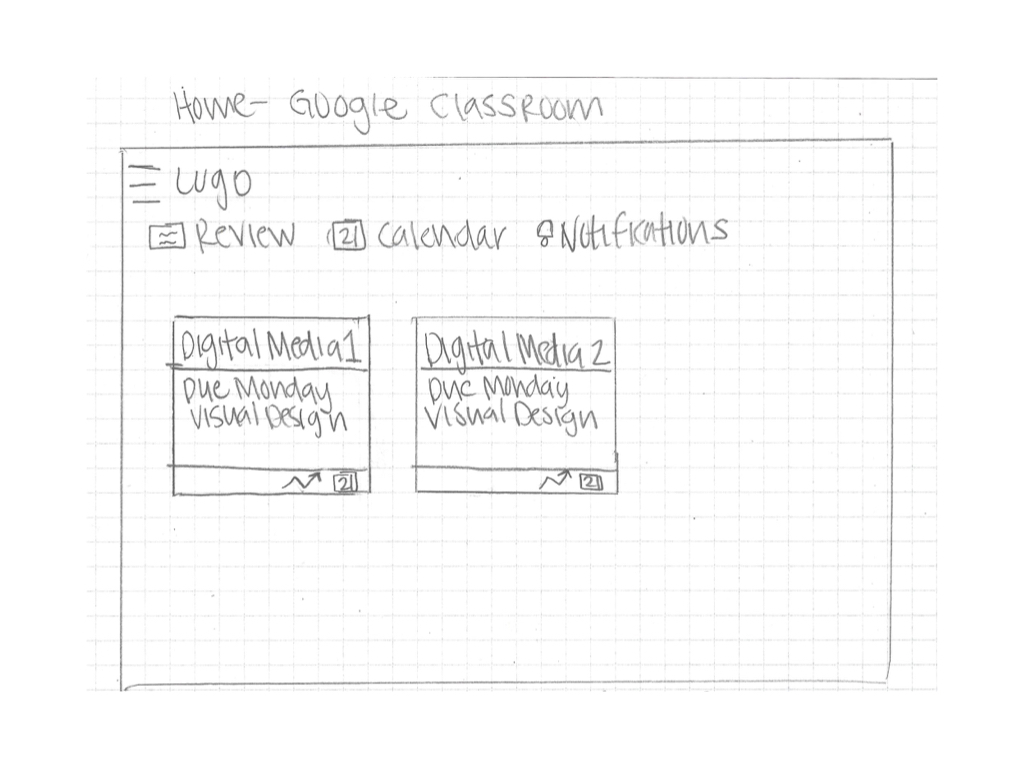 Home - Google Classroom
Logo
Review 21 Calendar Notifications
Digital Media 1
Due Monday
Visual Design
21
Digital Media 2
Due Monday
Visual Design
21